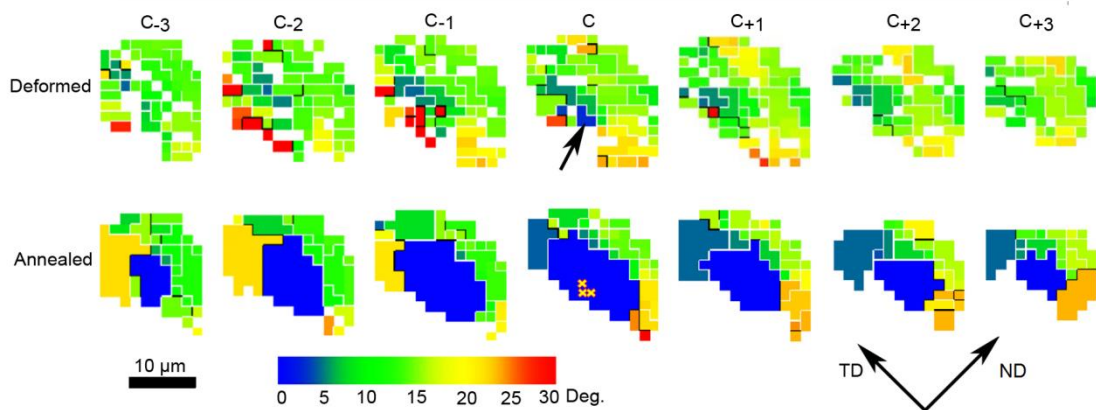 C-3 C-2 C-1 C C+1 C+2 C+3
Deformed
Annealed
10 μm
0 5 10 15 20 25 30 Deg.
TD ND